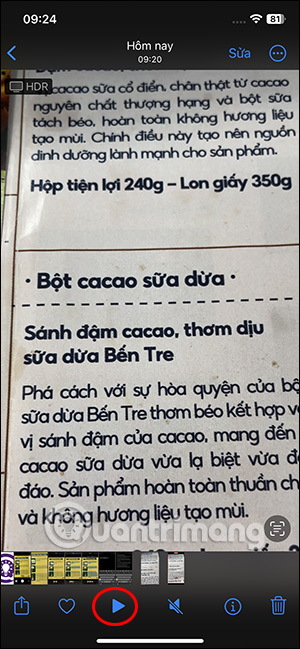 09:24
81
Hôm nay
09:20
Sửa
HDR
cacao sữa cổ điển, chân thật từ cacao
nguyên chất thượng hạng và bột sữa
tách béo, hoàn toàn không hương liệu
tạo mùi. Chính điều này tạo nên nguồn
dinh dưỡng lành mạnh cho sản phẩm.
Hộp tiện lợi 240g – Lon giấy 350g
· Bột cacao sữa dừa ·
Sánh đậm cacao, thơm dịu
sữa dừa Bến Tre
Phá cách với sự hòa quyện của bộ
sữa dừa Bến Tre thơm béo kết hợp v
vị sánh đậm của cacao, mang đến
cacao sữa dừa vừa lạ biệt vừa đ
đáo. Sản phẩm hoàn toàn thuần ch
và không hương liệu tạo mùi.
Quantrimang